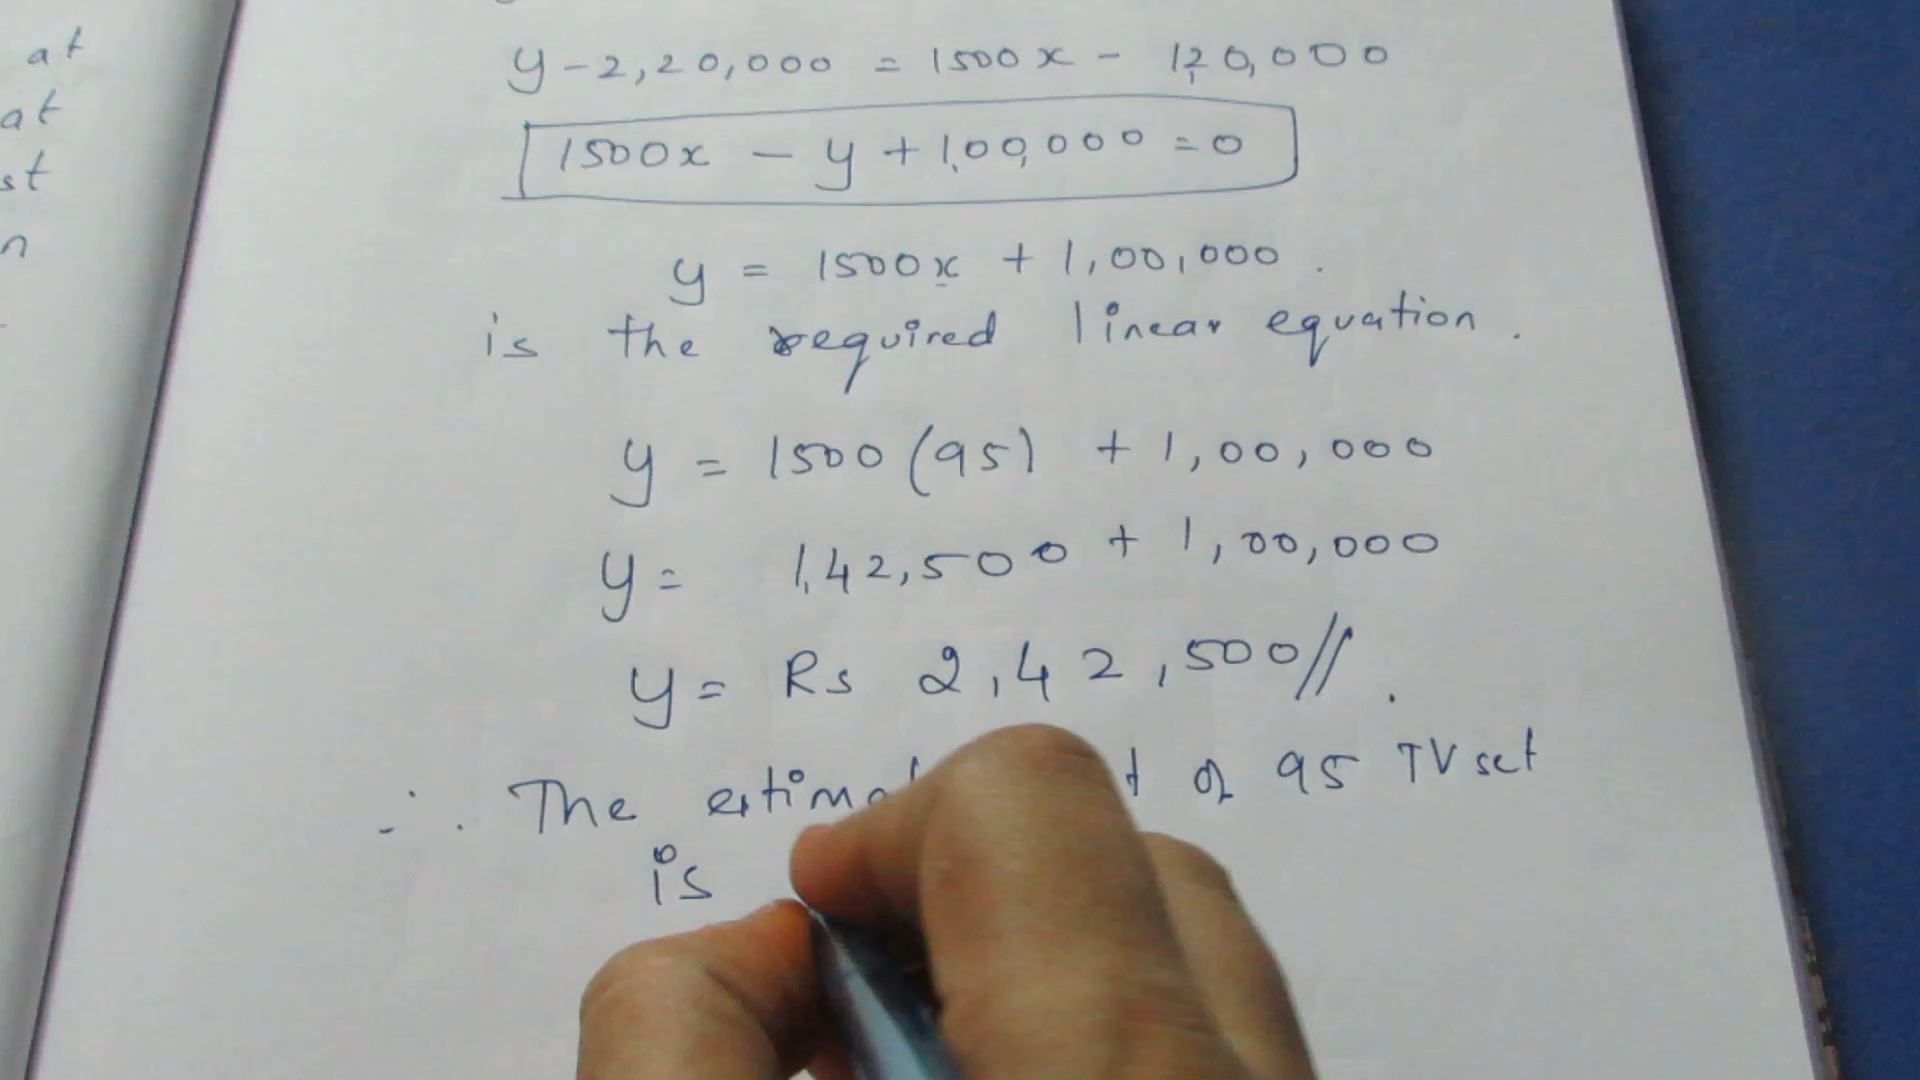 at
at
st
n
y - 2,20,000 = 1500x - 1,20,000
1500x - y + 1,00,000 = 0
y = 1500x + 1,00,000.
is the required linear equation.
y = 1500(95) + 1,00,000
y = 1,42,500 + 1,00,000
y = Rs 2,42,500//.
∴ The of 95 TV set
is